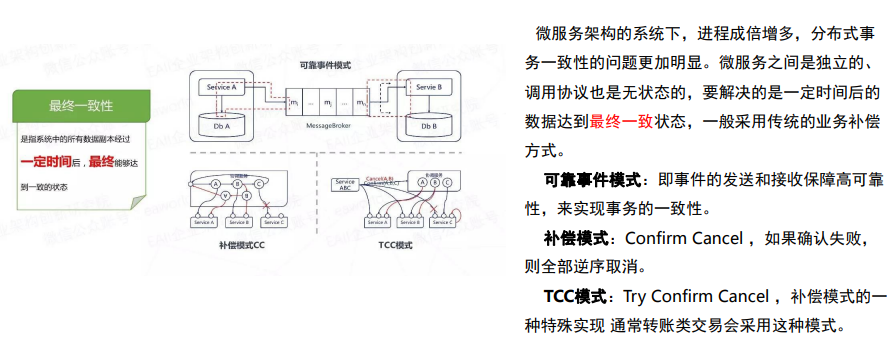 最终一致性
是指系统中的所有数据副本经过
一定时间后，最终能够达
到一致的状态
可靠事件模式
Service A
Db A
mi
...
mj
...
MessageBroker
Servie B
Db B
A
B
C
Service A
Service B
Service C
补偿模式CC
Service
ABC
Cancel(A,B)
A
B
C
Service A
Service B
Service C
TCC模式
微服务架构的系统下，进程成倍增多，分布式事
务一致性的问题更加明显。微服务之间是独立的、
调用协议也是无状态的，要解决的是一定时间后的
数据达到最终一致状态，一般采用传统的业务补偿
方式。
可靠事件模式：即事件的发送和接收保障高可靠
性，来实现事务的一致性。
补偿模式：Confirm Cancel ，如果确认失败，
则全部逆序取消。
TCC模式：Try Confirm Cancel ，补偿模式的一
种特殊实现 通常转账类交易会采用这种模式。